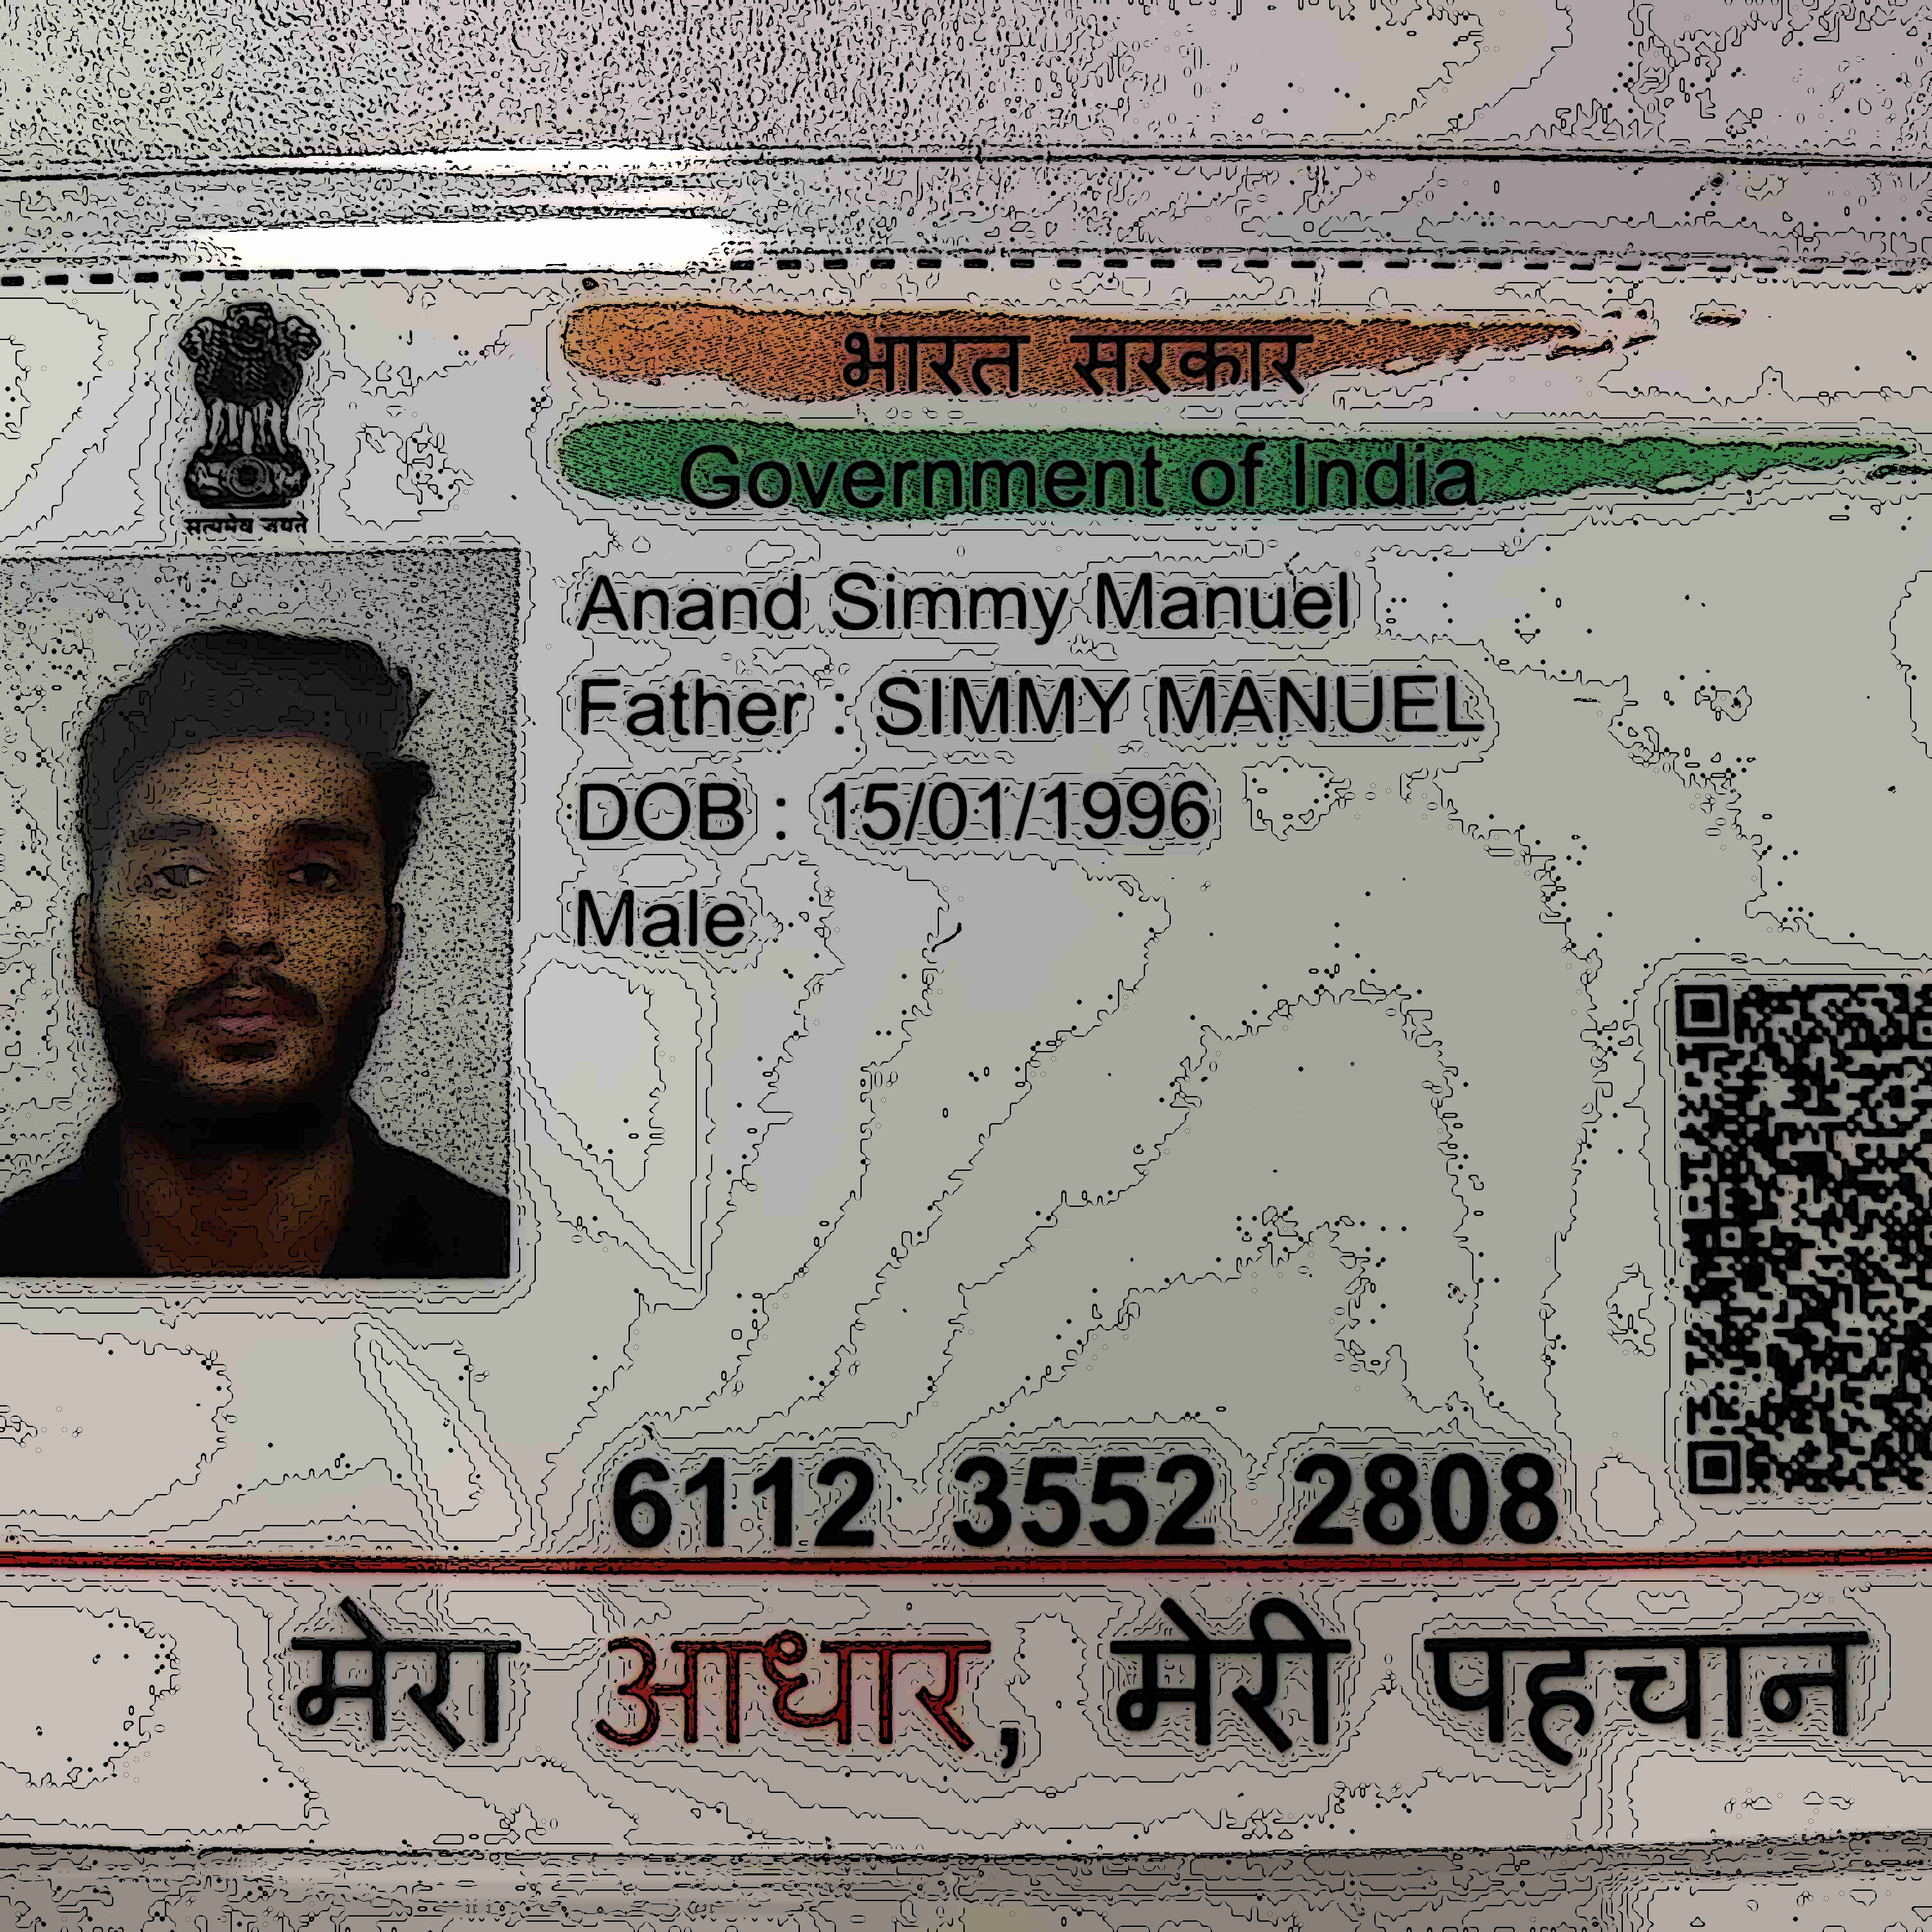 सत्यमेव जयते
भारत सरकार
Government of India
Anand Simmy Manuel
Father : SIMMY MANUEL
DOB : 15/01/1996
Male
6112 3552 2808
मेरा आधार, मेरी पहचान